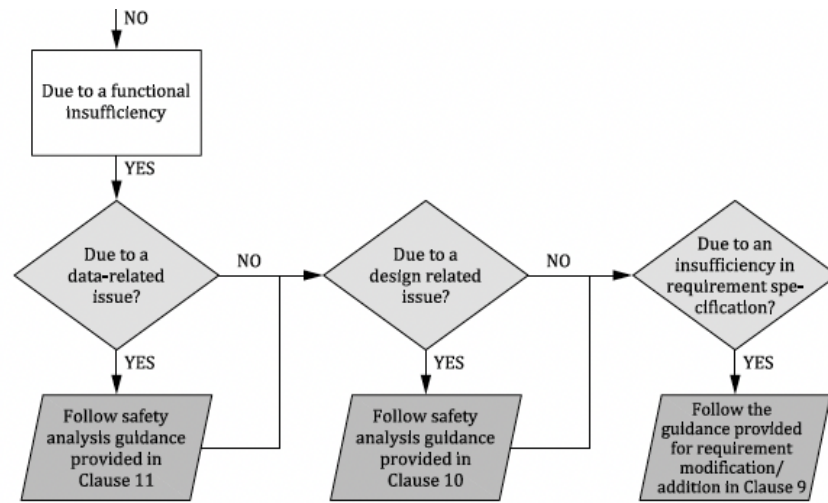 NO
Due to a functional
insufficiency
YES
Due to a
data-related
issue?
NO
Due to a
design related
issue?
NO
Due to an
insufficiency in
requirement spe-
cification?
YES
YES
YES
Follow safety
analysis guidance
provided in
Clause 11
Follow safety
analysis guidance
provided in
Clause 10
Follow the
guidance provided
for requirement
modification/
addition in Clause 9